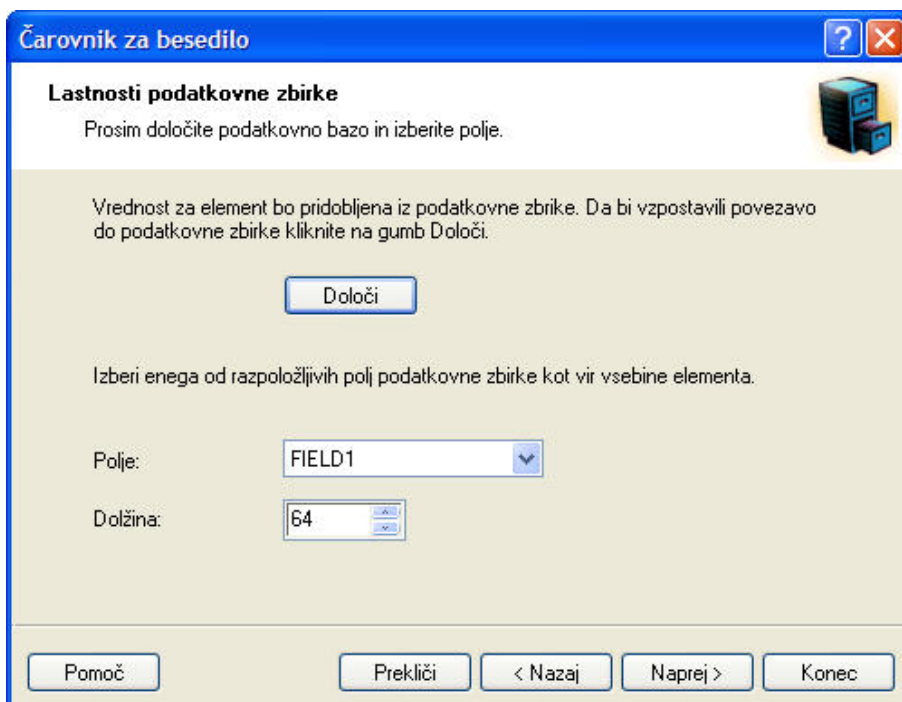 Čarovnik za besedilo
Lastnosti podatkovne zbirke
Prosim določite podatkovno bazo in izberite polje.
Vrednost za element bo pridobljena iz podatkovne zbrike. Da bi vzpostavili povezavo
do podatkovne zbirke kliknite na gumb Določi.
Določi
Izberi enega od razpoložljivih polj podatkovne zbirke kot vir vsebine elementa.
Polje: FIELD1
Dolžina: 64
Pomoč Prekliči < Nazaj Naprej > Konec